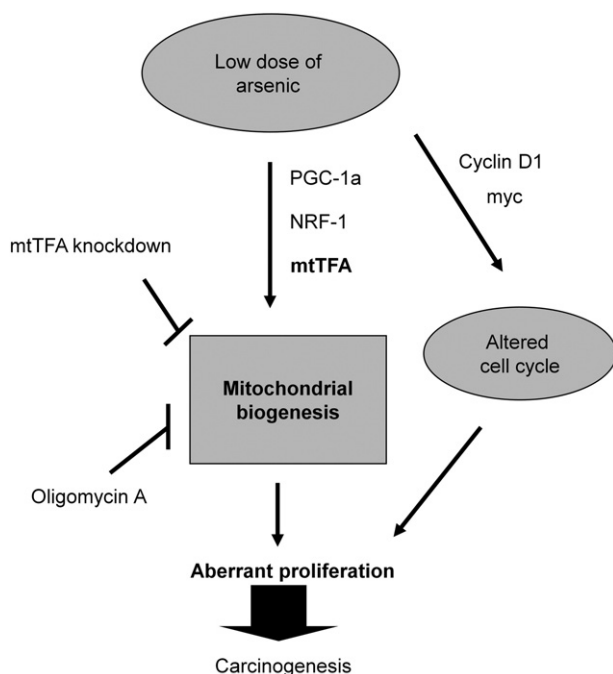 Low dose of
arsenic
Cyclin D1
myc
PGC-1a
NRF-1
mtTFA
mtTFA knockdown
Altered
cell cycle
Mitochondrial
biogenesis
Oligomycin A
Aberrant proliferation
Carcinogenesis